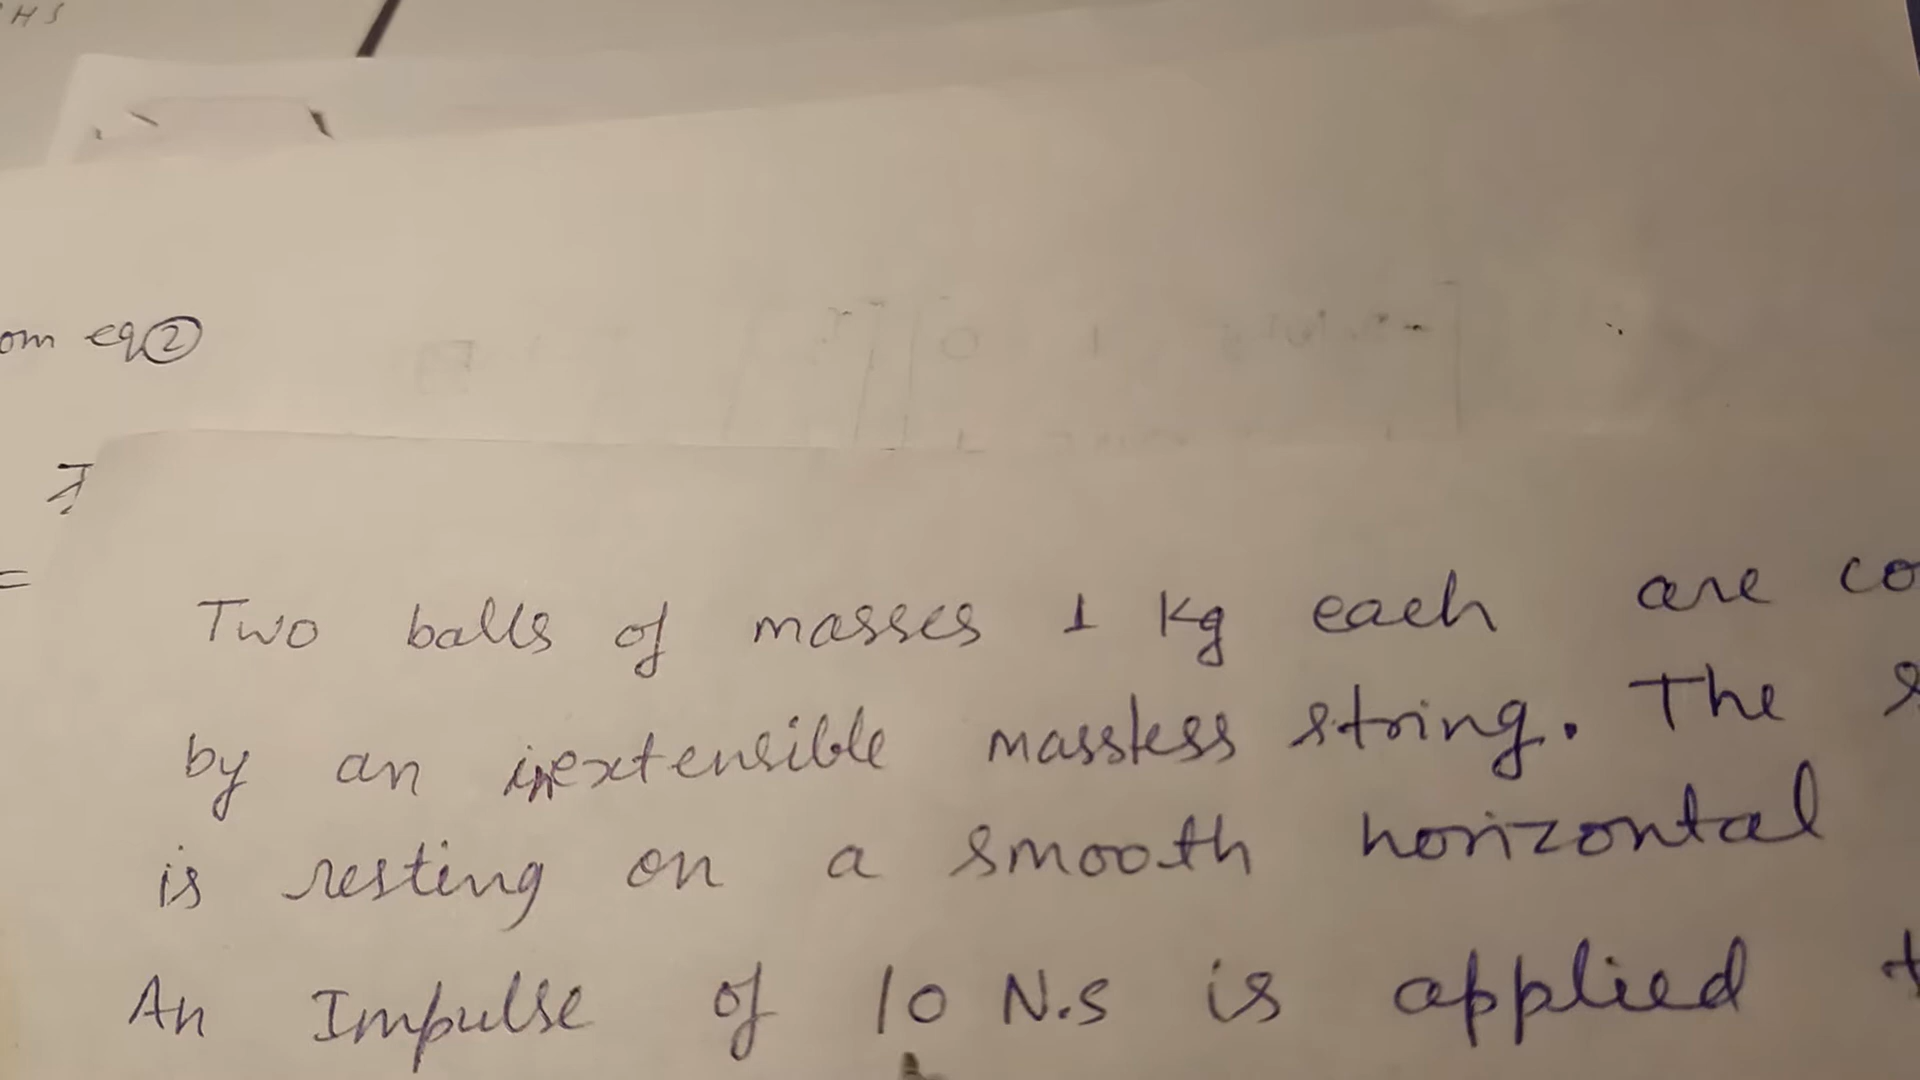 HS
om eq②
=
Two balls of masses 1 Kg each are co
by an inextensible massless string. The s
is resting on a smooth horizontal
An Impulse of 10 N.s is applied t